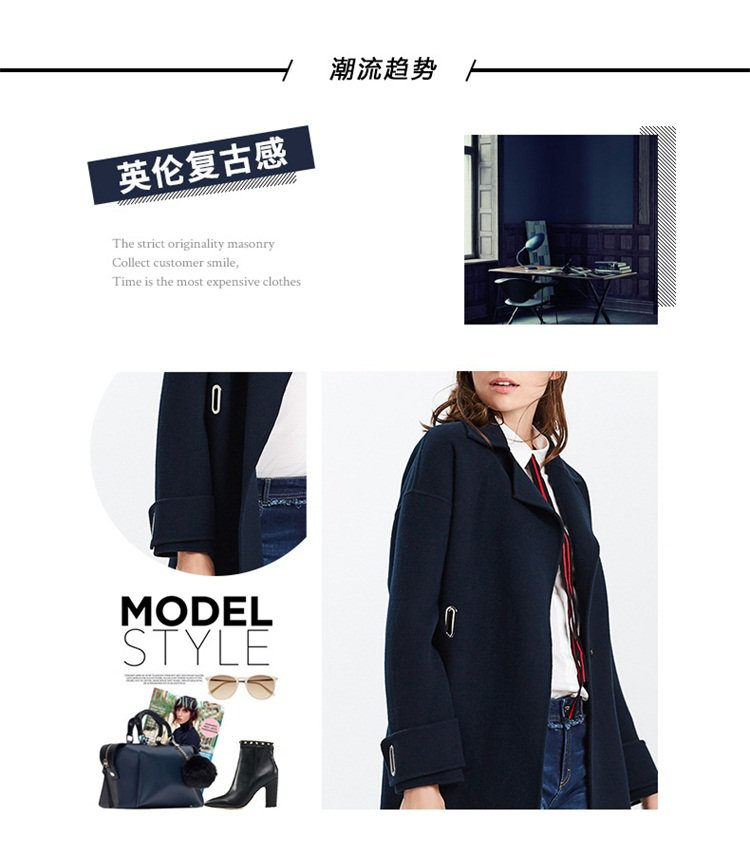 潮流趋势
英伦复古感
The strict originality masonry
Collect customer smile,
Time is the most expensive clothes
MODEL
STYLE